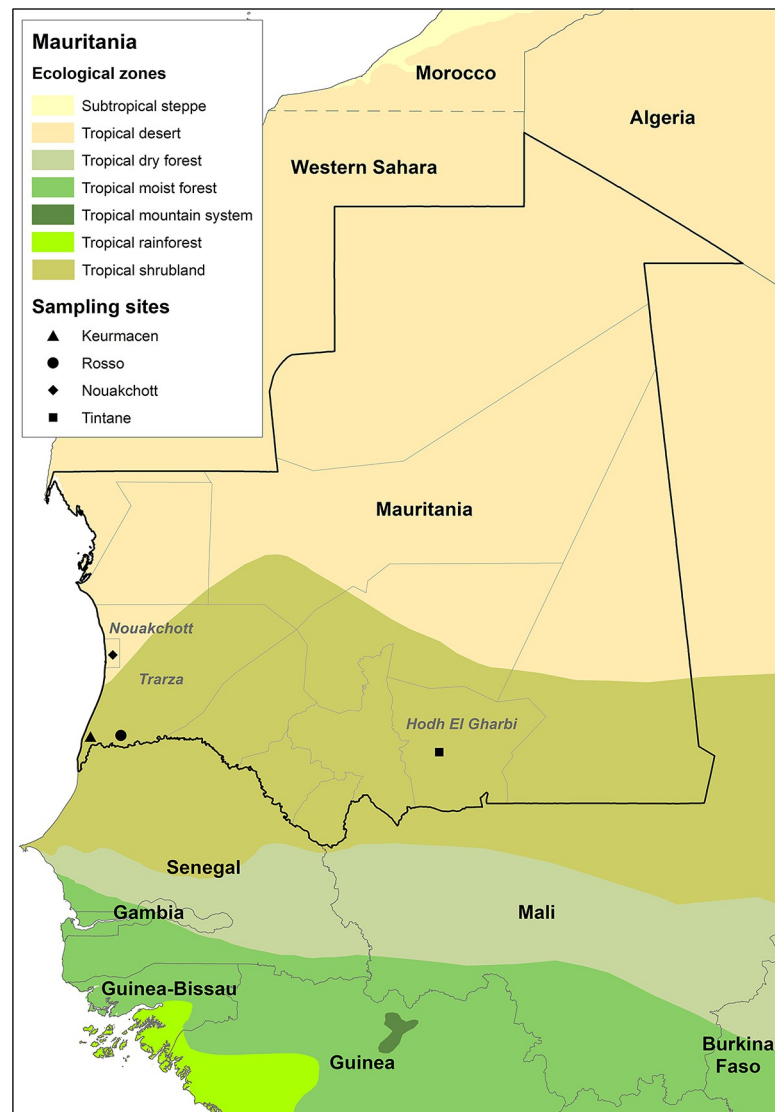 Mauritania
Ecological zones
Subtropical steppe
Tropical desert
Tropical dry forest
Tropical moist forest
Tropical mountain system
Tropical rainforest
Tropical shrubland
Sampling sites
Keurmacen
Rosso
Nouakchott
Tintane
Morocco
Algeria
Western Sahara
Mauritania
Nouakchott
Trarza
Hodh El Gharbi
Senegal
Gambia
Mali
Guinea-Bissau
Guinea
Burkina
Faso